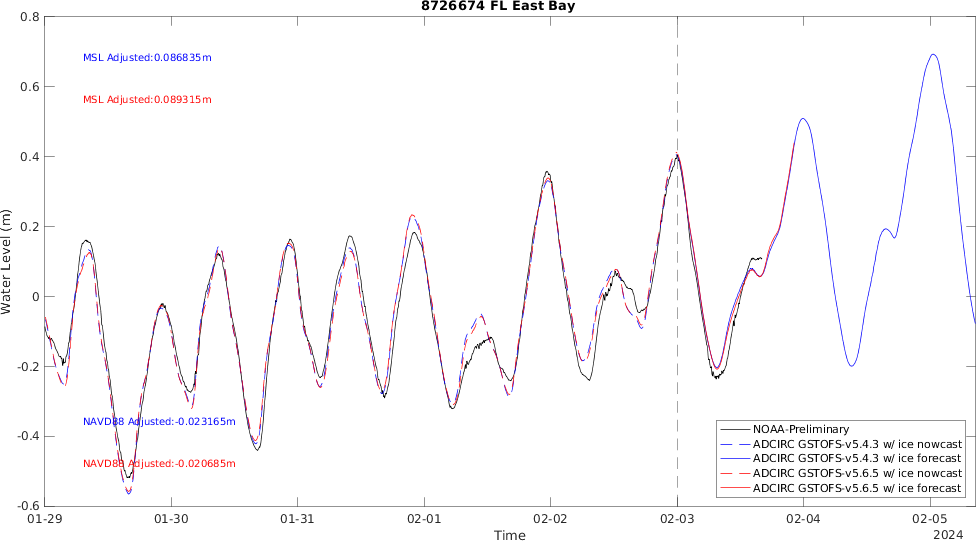 8726674 FL East Bay
0.8
MSL Adjusted:0.086835m
0.6
MSL Adjusted:0.089315m
0.4
0.2
Water Level (m)
0
-0.2
NAVD88 Adjusted:-0.023165m
-0.4
NAVD88 Adjusted:-0.020685m
NOAA-Preliminary
ADCIRC GSTOFS-v5.4.3 w/ ice nowcast
ADCIRC GSTOFS-v5.4.3 w/ ice forecast
ADCIRC GSTOFS-v5.6.5 w/ ice nowcast
ADCIRC GSTOFS-v5.6.5 w/ ice forecast
-0.6
01-29 01-30 01-31 02-01 02-02 02-03 02-04 02-05
Time
2024